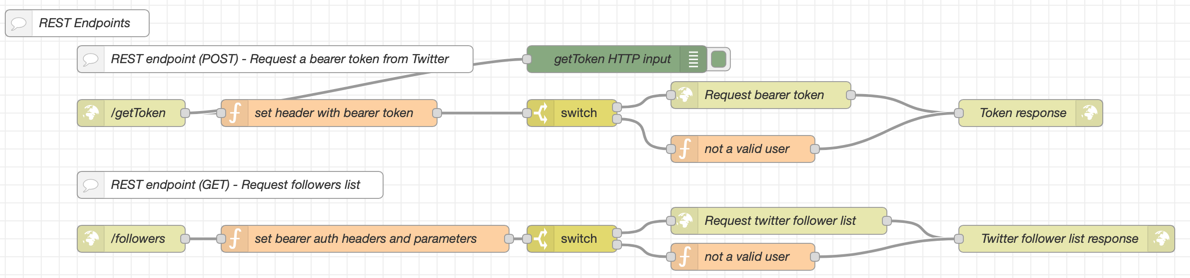 REST Endpoints
REST endpoint (POST) - Request a bearer token from Twitter
getToken HTTP input
/getToken
set header with bearer token
switch
Request bearer token
not a valid user
Token response
REST endpoint (GET) - Request followers list
/followers
set bearer auth headers and parameters
switch
Request twitter follower list
not a valid user
Twitter follower list response